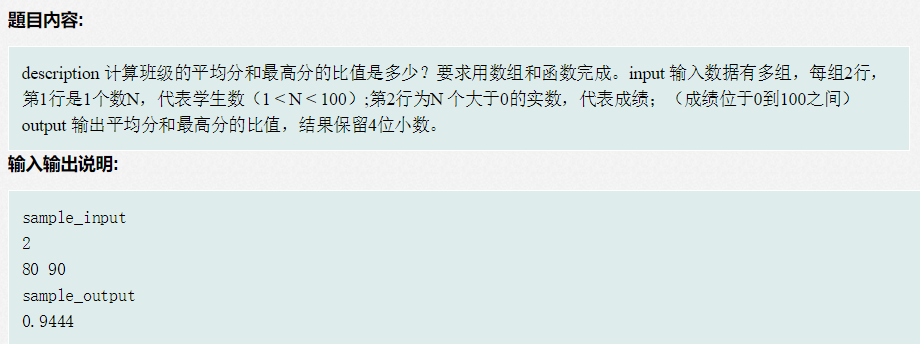 题目内容:
description 计算班级的平均分和最高分的比值是多少？要求用数组和函数完成。input 输入数据有多组，每组2行，
第1行是1个数N，代表学生数（1 < N < 100）;第2行为N 个大于0的实数，代表成绩；（成绩位于0到100之间）
output 输出平均分和最高分的比值，结果保留4位小数。
输入输出说明:
sample_input
2
80 90
sample_output
0.9444